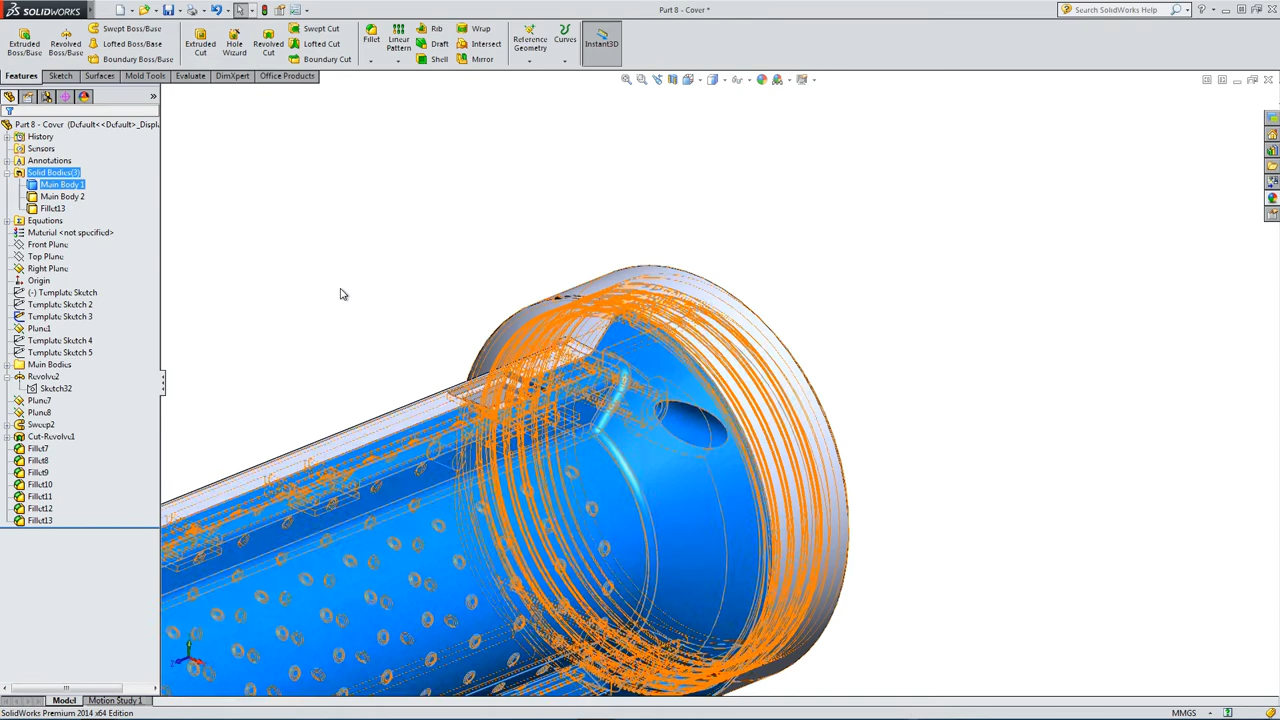 SOLIDWORKS
Part 8 - Cover *
Search SolidWorks Help
Extruded Boss/Base
Revolved Boss/Base
Swept Boss/Base
Lofted Boss/Base
Boundary Boss/Base
Extruded Cut
Hole Wizard
Revolved Cut
Swept Cut
Lofted Cut
Boundary Cut
Fillet
Linear Pattern
Rib
Draft
Shell
Wrap
Intersect
Mirror
Reference Geometry
Curves
Instant3D
Features
Sketch
Surfaces
Mold Tools
Evaluate
DimXpert
Office Products
Part 8 - Cover (Default<<Default>_Displ
History
Sensors
Annotations
Solid Bodies(3)
Main Body 1
Main Body 2
Fillet13
Equations
Material <not specified>
Front Plane
Top Plane
Right Plane
Origin
(-) Template Sketch
Template Sketch 2
Template Sketch 3
Plane1
Template Sketch 4
Template Sketch 5
Main Bodies
Revolve2
Sketch32
Plane7
Plane8
Sweep2
Cut-Revolve1
Fillet7
Fillet8
Fillet9
Fillet10
Fillet11
Fillet12
Fillet13
Model
Motion Study 1
SolidWorks Premium 2014 x64 Edition
MMGS